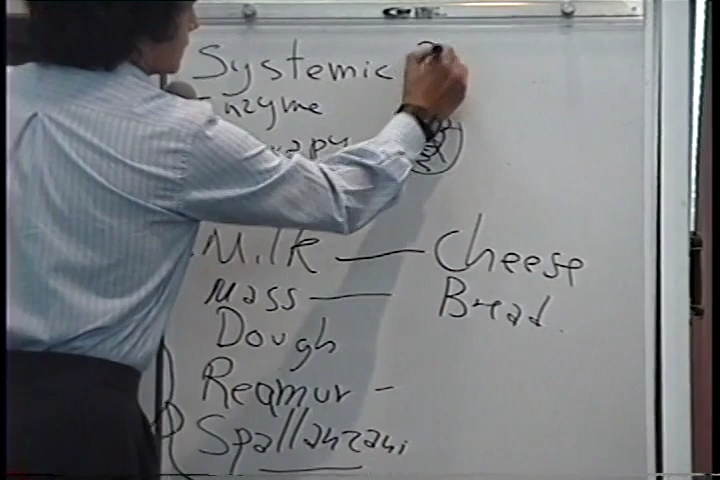 Systemic
Enzyme
Milk — Cheese
Mass — Bread.
Dough
Reamur -
Spallanzani